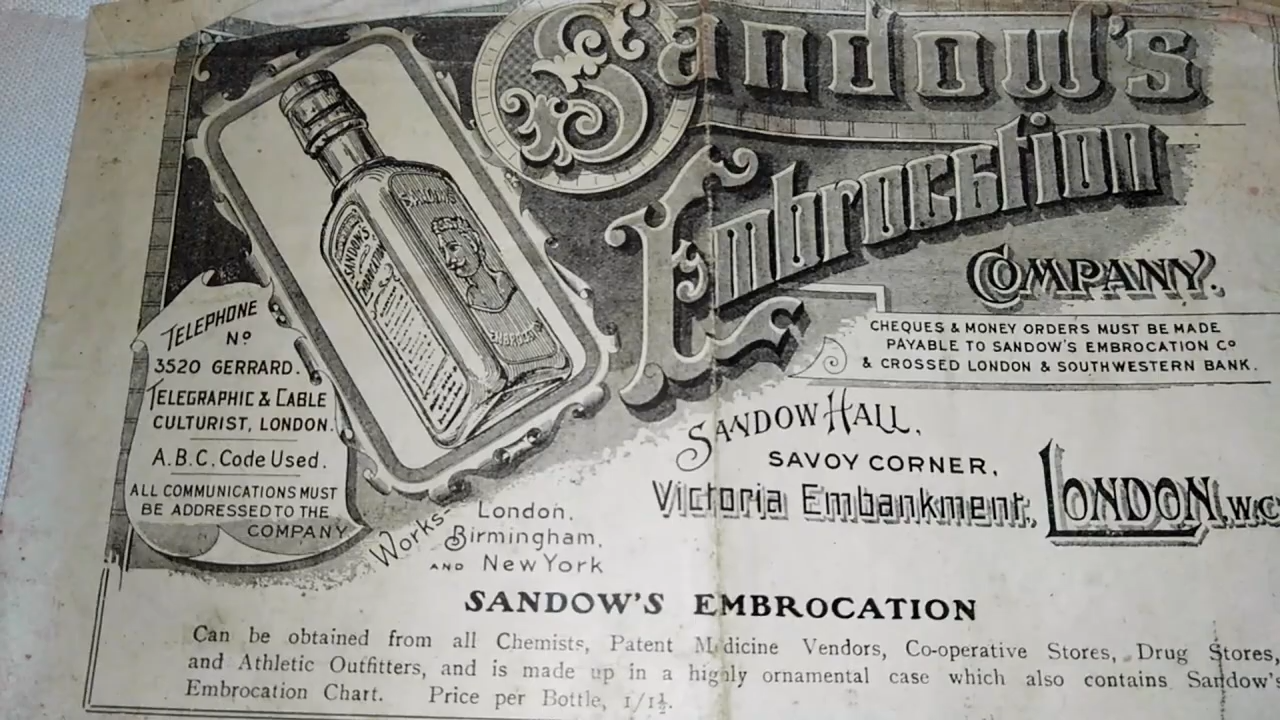 Sandow's
Embrocation
COMPANY.
SANDOW'S
EMBROCATION
SANDOW'S
EMBROCATION
TELEPHONE
No
3520 GERRARD.
TELEGRAPHIC & CABLE
CULTURIST, LONDON.
A.B.C. Code Used.
ALL COMMUNICATIONS MUST
BE ADDRESSED TO THE
COMPANY
CHEQUES & MONEY ORDERS MUST BE MADE
PAYABLE TO SANDOW'S EMBROCATION Co
& CROSSED LONDON & SOUTHWESTERN BANK.
SANDOW HALL,
SAVOY CORNER,
Victoria Embankment, LONDON, W.C
Works- London,
Birmingham,
AND New York
SANDOW'S EMBROCATION
Can be obtained from all Chemists, Patent Medicine Vendors, Co-operative Stores, Drug Stores,
and Athletic Outfitters, and is made up in a highly ornamental case which also contains Sandow's
Embrocation Chart. Price per Bottle, 1/1½.